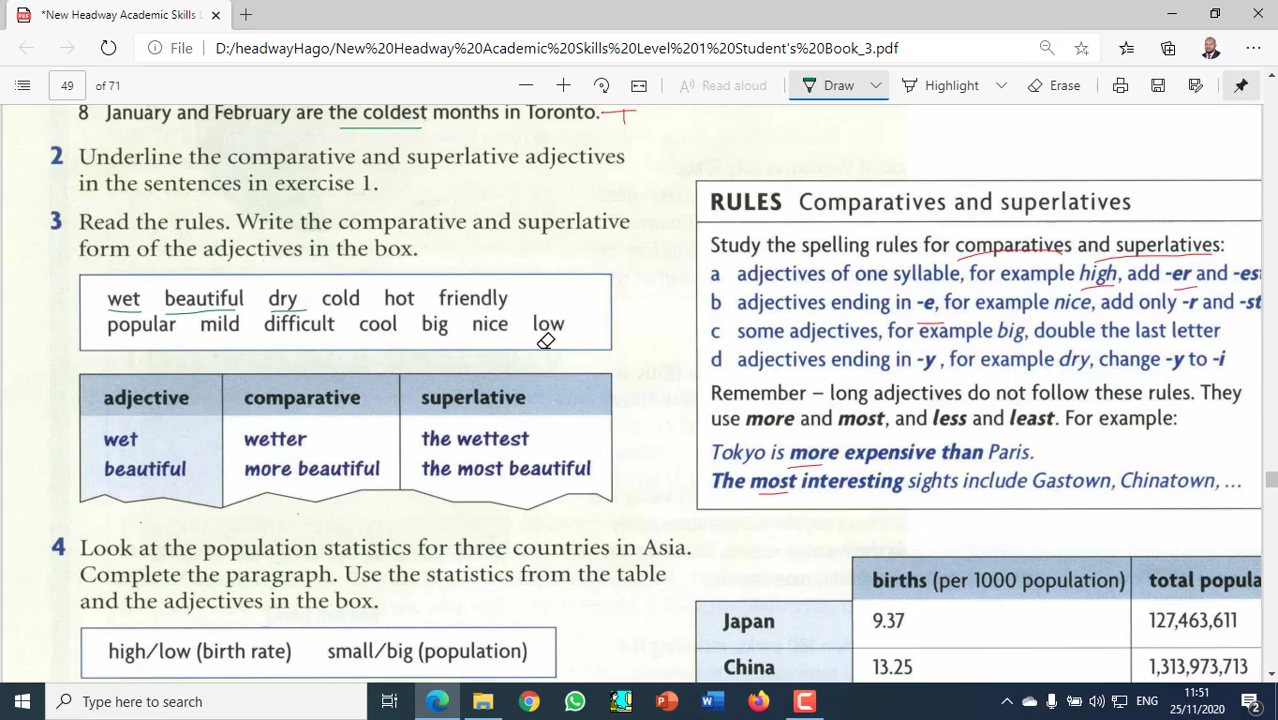 *New Headway Academic Skills L
File
D:/headwayHago/New%20Headway%20Academic%20Skills%20Level%201%20Student's%20Book_3.pdf
49 of 71
Read aloud
Draw
Highlight
Erase
8 January and February are the coldest months in Toronto.
2 Underline the comparative and superlative adjectives
in the sentences in exercise 1.
3 Read the rules. Write the comparative and superlative
form of the adjectives in the box.
wet beautiful dry cold hot friendly
popular mild difficult cool big nice low
adjective comparative superlative
wet wetter the wettest
beautiful more beautiful the most beautiful
4 Look at the population statistics for three countries in Asia.
Complete the paragraph. Use the statistics from the table
and the adjectives in the box.
high/low (birth rate) small/big (population)
RULES Comparatives and superlatives
Study the spelling rules for comparatives and superlatives:
a adjectives of one syllable, for example high, add -er and -es
b adjectives ending in -e, for example nice, add only -r and -st
c some adjectives, for example big, double the last letter
d adjectives ending in -y , for example dry, change -y to -i
Remember – long adjectives do not follow these rules. They
use more and most, and less and least. For example:
Tokyo is more expensive than Paris.
The most interesting sights include Gastown, Chinatown, …
births (per 1000 population) total popula
Japan 9.37 127,463,611
China 13.25 1,313,973,713
Type here to search
ENG
11:51
25/11/2020
2